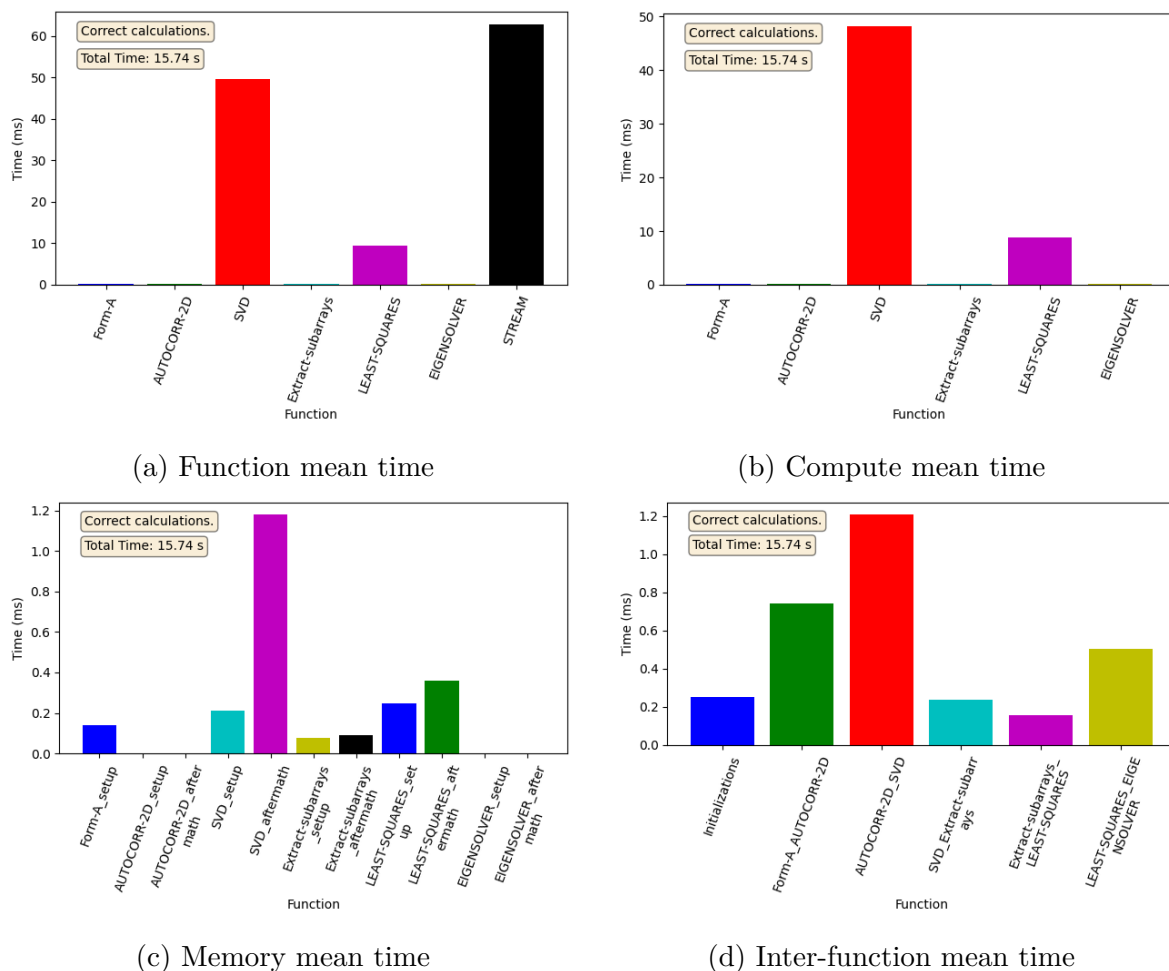 Correct calculations.
Total Time: 15.74 s
Time (ms)
60
50
40
30
20
10
0
Form-A
AUTOCORR-2D
SVD
Extract-subarrays
LEAST-SQUARES
EIGENSOLVER
STREAM
Function
(a) Function mean time
Correct calculations.
Total Time: 15.74 s
Time (ms)
50
40
30
20
10
0
Form-A
AUTOCORR-2D
SVD
Extract-subarrays
LEAST-SQUARES
EIGENSOLVER
Function
(b) Compute mean time
Correct calculations.
Total Time: 15.74 s
Time (ms)
1.2
1.0
0.8
0.6
0.4
0.2
0.0
Form-A_setup
AUTOCORR-2D_setup
AUTOCORR-2D_after
math
SVD_setup
SVD_aftermath
Extract-subarrays
_setup
Extract-subarrays
_aftermath
LEAST-SQUARES_set
up
LEAST-SQUARES_aft
ermath
EIGENSOLVER_setup
EIGENSOLVER_after
math
Function
(c) Memory mean time
Correct calculations.
Total Time: 15.74 s
Time (ms)
1.2
1.0
0.8
0.6
0.4
0.2
0.0
Initializations
Form-A_AUTOCORR-2D
AUTOCORR-2D_SVD
SVD_Extract-subarr
ays
Extract-subarrays_
LEAST-SQUARES
LEAST-SQUARES_EIGE
NSOLVER
Function
(d) Inter-function mean time